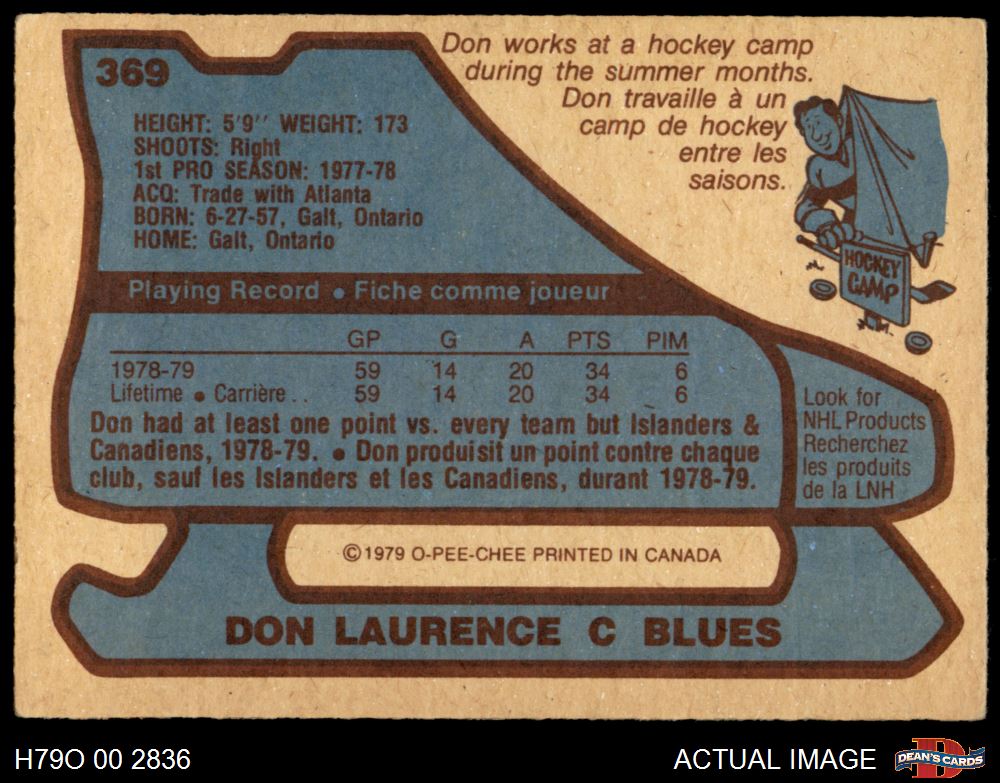 369
Don works at a hockey camp
during the summer months.
Don travaille à un
camp de hockey
entre les
saisons.
HOCKEY
CAMP
HEIGHT: 5'9'' WEIGHT: 173
SHOOTS: Right
1st PRO SEASON: 1977-78
ACQ: Trade with Atlanta
BORN: 6-27-57, Galt, Ontario
HOME: Galt, Ontario
Playing Record • Fiche comme joueur
GP G A PTS PIM
1978-79 59 14 20 34 6
Lifetime • Carrière .. 59 14 20 34 6
Don had at least one point vs. every team but Islanders &
Canadiens, 1978-79. • Don produisit un point contre chaque
club, sauf les Islanders et les Canadiens, durant 1978-79.
Look for
NHL Products
Recherchez
les produits
de la LNH
© 1979 O-PEE-CHEE PRINTED IN CANADA
DON LAURENCE C BLUES
H79O 00 2836
ACTUAL IMAGE
D
DEAN'S CARDS